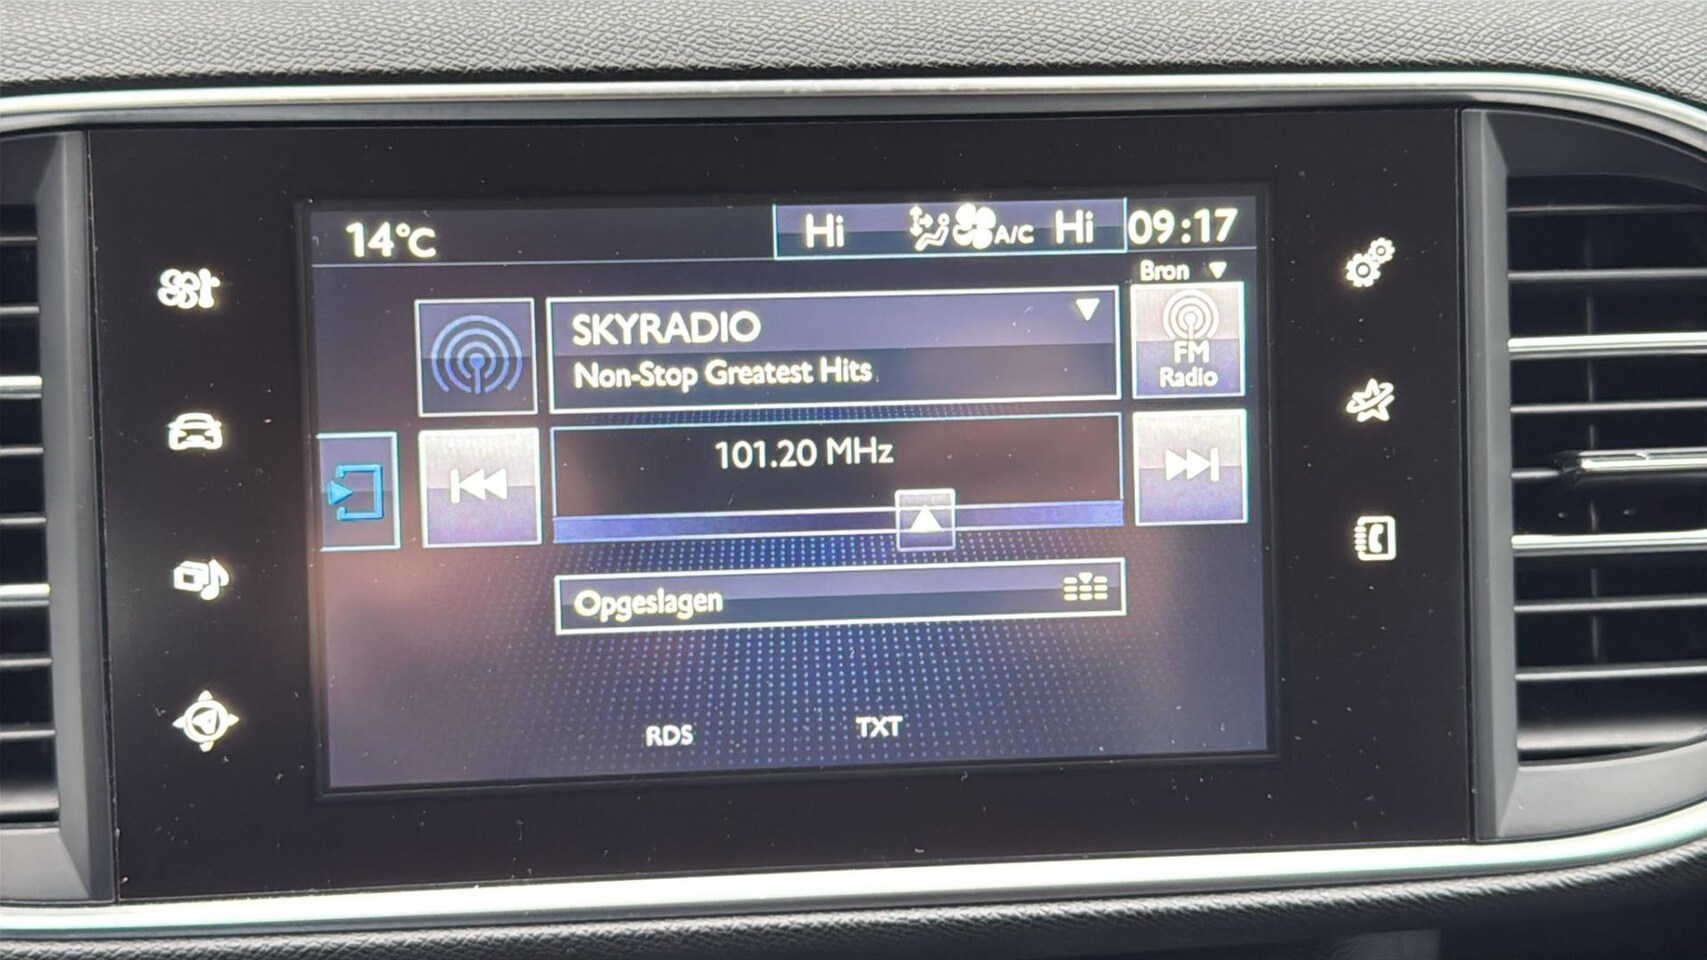 14°C Hi A/C Hi 09:17
Bron
SKYRADIO
Non-Stop Greatest Hits
FM
Radio
101.20 MHz
Opgeslagen
RDS TXT